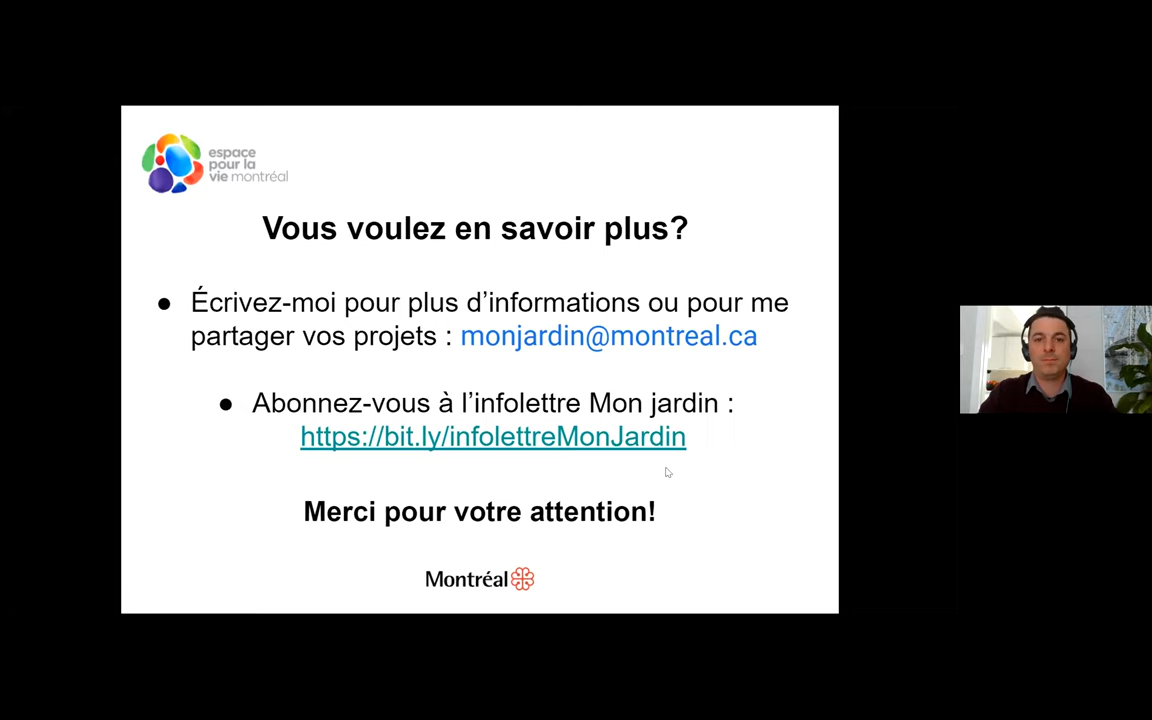 espace
pour la
vie montréal
Vous voulez en savoir plus?
● Écrivez-moi pour plus d’informations ou pour me
partager vos projets : monjardin@montreal.ca
● Abonnez-vous à l’infolettre Mon jardin :
https://bit.ly/infolettreMonJardin
Merci pour votre attention!
Montréal